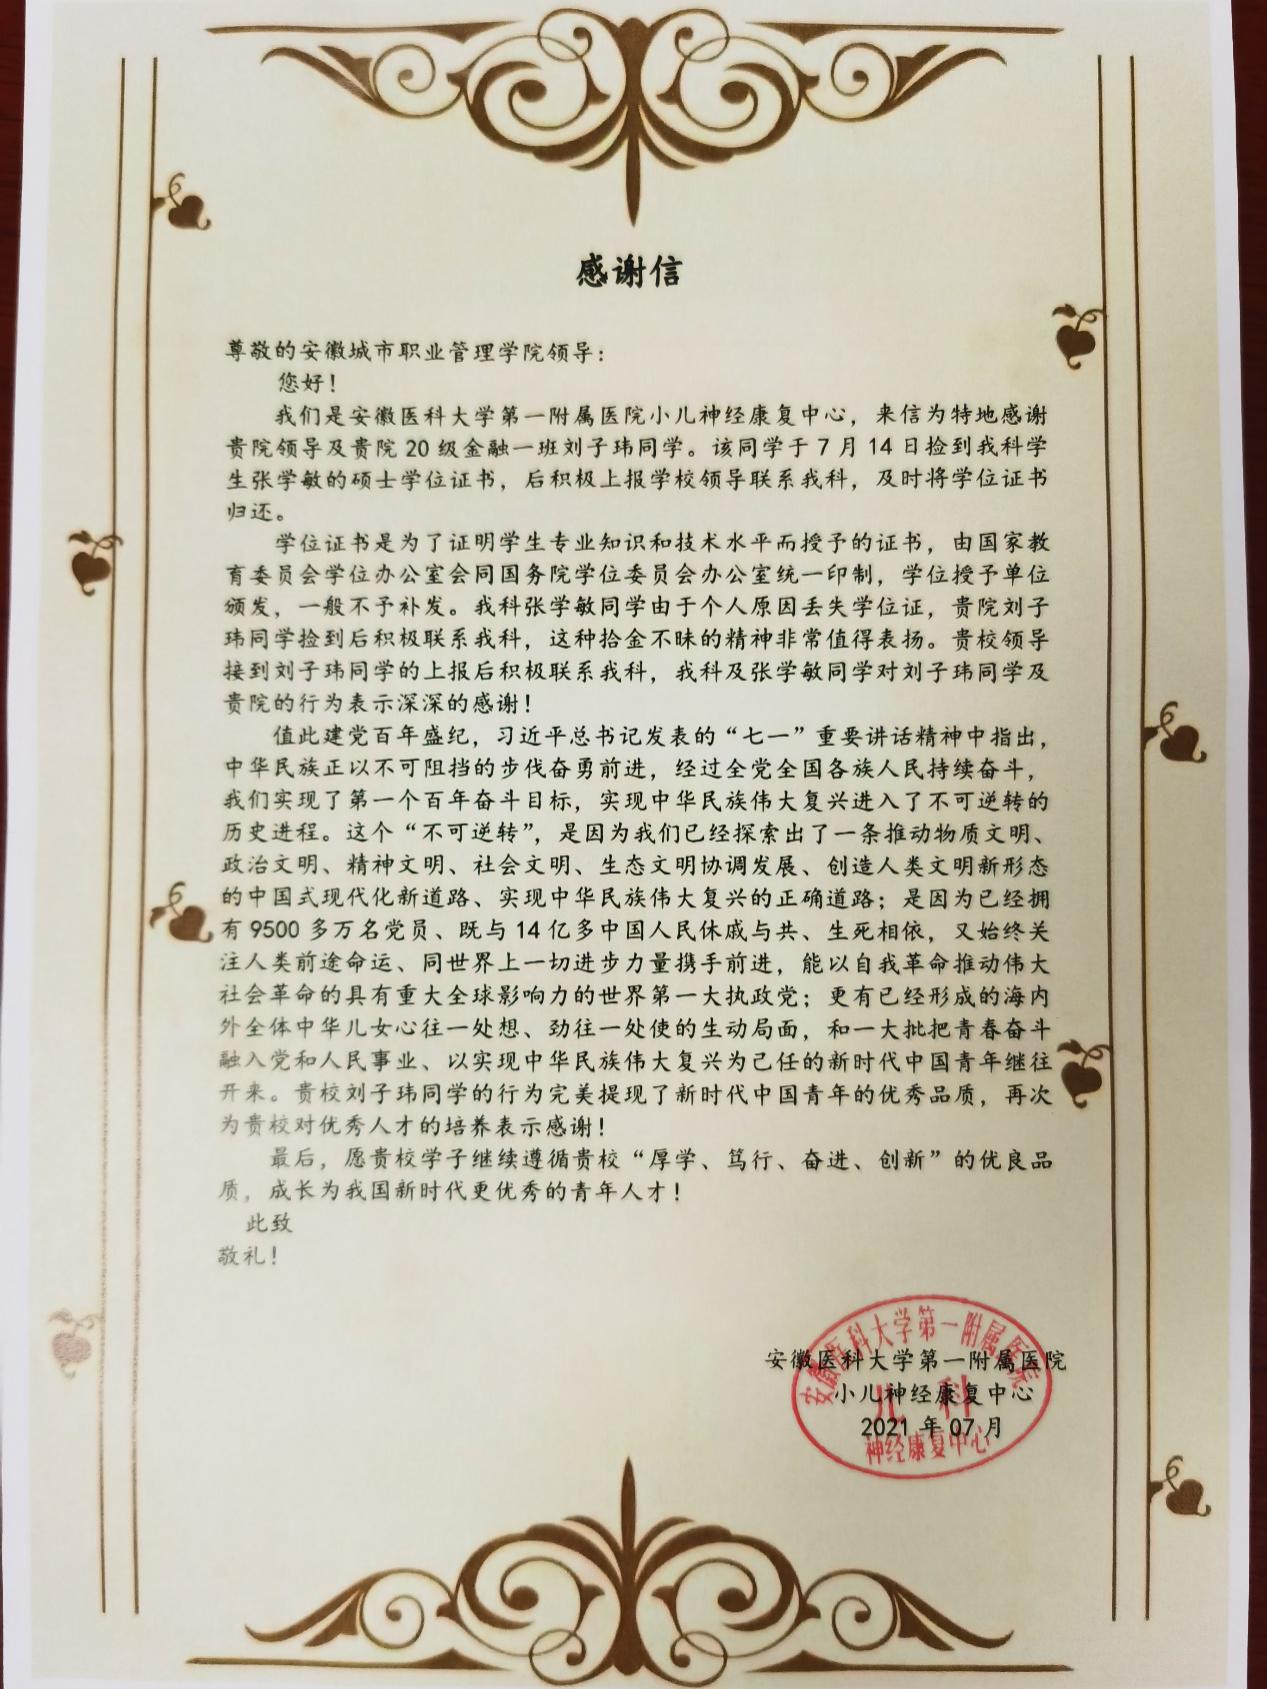 感谢信
尊敬的安徽城市职业管理学院领导：
您好！
我们是安徽医科大学第一附属医院小儿神经康复中心，来信为特地感谢
贵院领导及贵院 20 级金融一班刘子玮同学。该同学于 7 月 14 日捡到我科学
生张学敏的硕士学位证书，后积极上报学校领导联系我科，及时将学位证书
归还。
学位证书是为了证明学生专业知识和技术水平而授予的证书，由国家教
育委员会学位办公室会同国务院学位委员会办公室统一印制，学位授予单位
颁发，一般不予补发。我科张学敏同学由于个人原因丢失学位证，贵院刘子
玮同学捡到后积极联系我科，这种拾金不昧的精神非常值得表扬。贵校领导
接到刘子玮同学的上报后积极联系我科，我科及张学敏同学对刘子玮同学及
贵院的行为表示深深的感谢！
值此建党百年盛纪，习近平总书记发表的“七一”重要讲话精神中指出，
中华民族正以不可阻挡的步伐奋勇前进，经过全党全国各族人民持续奋斗，
我们实现了第一个百年奋斗目标，实现中华民族伟大复兴进入了不可逆转的
历史进程。这个“不可逆转”，是因为我们已经探索出了一条推动物质文明、
政治文明、精神文明、社会文明、生态文明协调发展、创造人类文明新形态
的中国式现代化新道路、实现中华民族伟大复兴的正确道路；是因为已经拥
有 9500 多万名党员、既与 14 亿多中国人民休戚与共、生死相依，又始终关
注人类前途命运、同世界上一切进步力量携手前进，能以自我革命推动伟大
社会革命的具有重大全球影响力的世界第一大执政党；更有已经形成的海内
外全体中华儿女心往一处想、劲往一处使的生动局面，和一大批把青春奋斗
融入党和人民事业、以实现中华民族伟大复兴为己任的新时代中国青年继往
开来。贵校刘子玮同学的行为完美提现了新时代中国青年的优秀品质，再次
为贵校对优秀人才的培养表示感谢！
最后，愿贵校学子继续遵循贵校“厚学、笃行、奋进、创新”的优良品
质，成长为我国新时代更优秀的青年人才！
此致
敬礼！
安徽医科大学第一附属医院
安徽医科大学第一附属医院
小儿神经康复中心
儿科
2021 年 07 月
神经康复中心